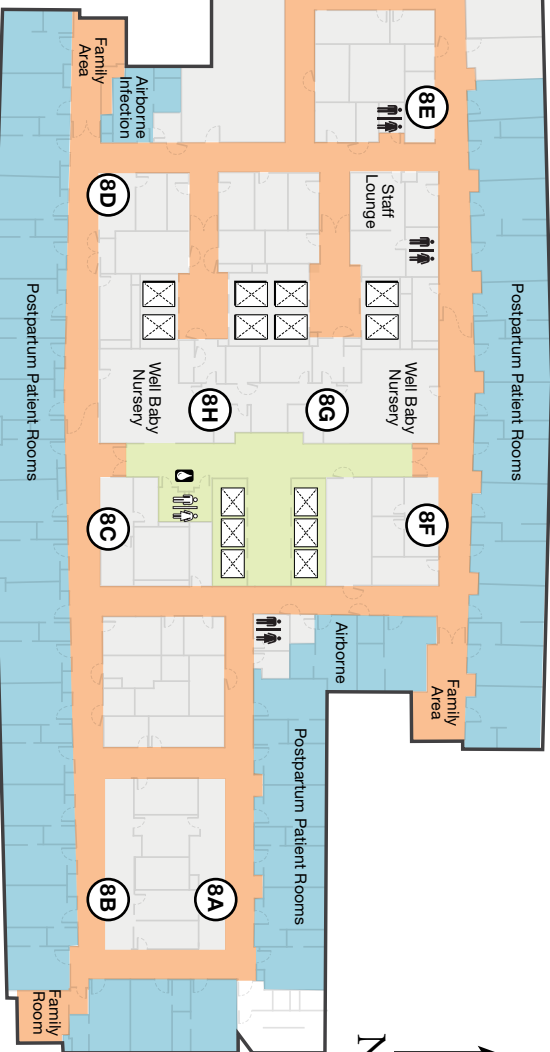 Family
Area
Airborne
Infection
8E
8D
Staff
Lounge
Postpartum Patient Rooms
Postpartum Patient Rooms
Well Baby
Nursery
Well Baby
Nursery
8H
8G
8C
8F
Airborne
Family
Area
Postpartum Patient Rooms
8B
8A
Family
Room
N